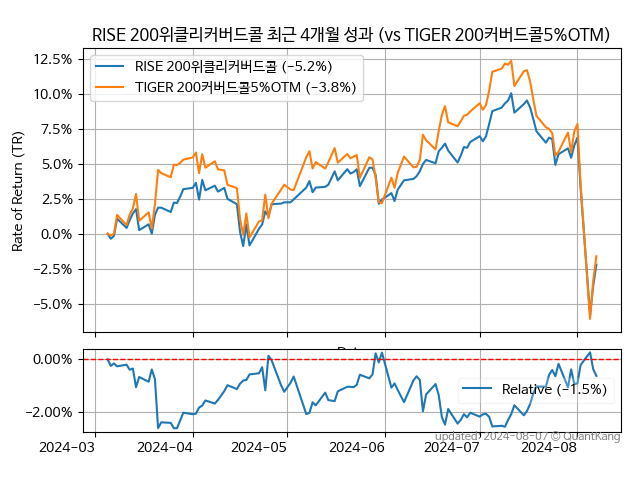 RISE 200위클리커버드콜 최근 4개월 성과 (vs TIGER 200커버드콜5%OTM)
12.5%
10.0%
7.5%
5.0%
2.5%
0.0%
−2.5%
−5.0%
Rate of Return (TR)
RISE 200위클리커버드콜 (−5.2%)
TIGER 200커버드콜5%OTM (−3.8%)
0.00%
−2.00%
Relative (−1.5%)
2024-03
2024-04
2024-05
2024-06
2024-07
2024-08
updated: 2024-08-07 © QuantKang